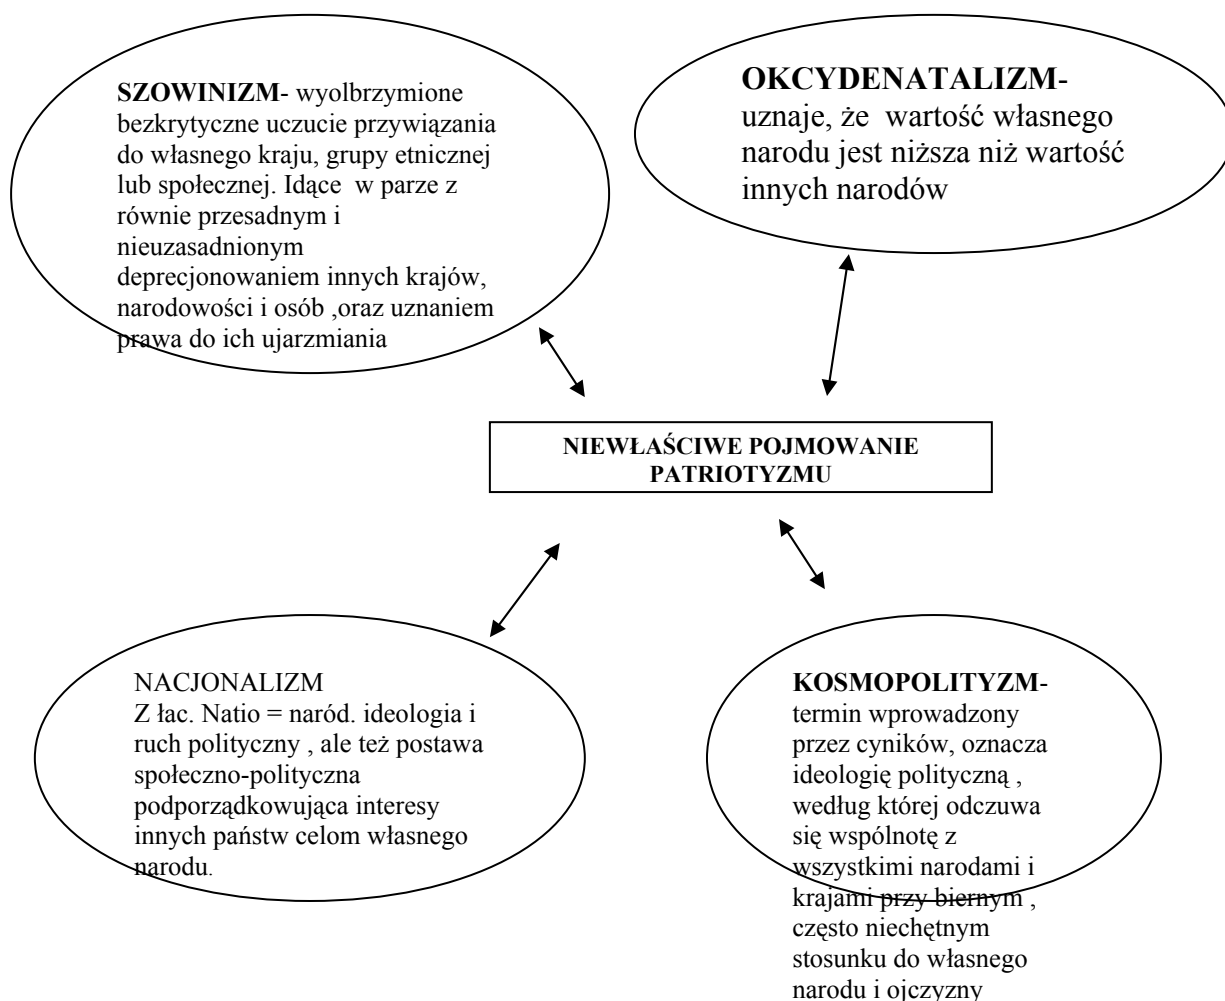 SZOWINIZM- wyolbrzymione
bezkrytyczne uczucie przywiązania
do własnego kraju, grupy etnicznej
lub społecznej. Idące  w parze z
równie przesadnym i
nieuzasadnionym
deprecjonowaniem innych krajów,
narodowości i osób ,oraz uznaniem
prawa do ich ujarzmiania
OKCYDENATALIZM-
uznaje, że  wartość własnego
narodu jest niższa niż wartość
innych narodów
NIEWŁAŚCIWE POJMOWANIE
PATRIOTYZMU
NACJONALIZM
Z łac. Natio = naród. ideologia i
ruch polityczny , ale też postawa
społeczno-polityczna
podporządkowująca interesy
innych państw celom własnego
narodu.
KOSMOPOLITYZM-
termin wprowadzony
przez cyników, oznacza
ideologię polityczną ,
według której odczuwa
się wspólnotę z
wszystkimi narodami i
krajami przy biernym ,
często niechętnym
stosunku do własnego
narodu i ojczyzny